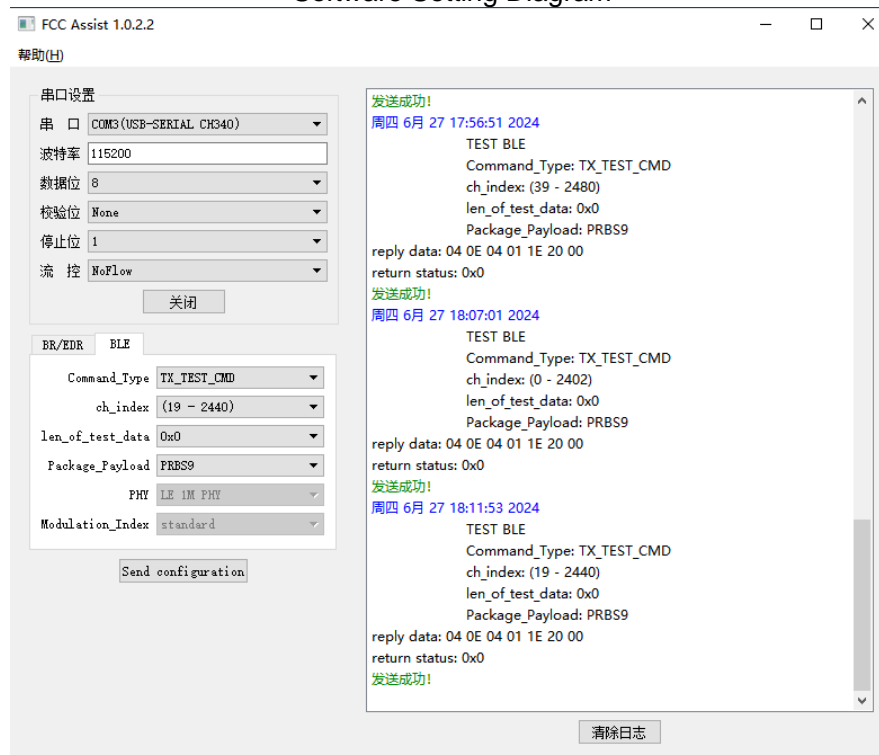 Software Setting Diagram
FCC Assist 1.0.2.2
帮助(H)
串口设置
串 口 COM3(USB-SERIAL CH340)
波特率 115200
数据位 8
校验位 None
停止位 1
流 控 NoFlow
关闭
BR/EDR BLE
Command_Type TX_TEST_CMD
ch_index (19 - 2440)
len_of_test_data 0x0
Package_Payload PRBS9
PHY LE 1M PHY
Modulation_Index standard
Send configuration
发送成功!
周四 6月 27 17:56:51 2024
TEST BLE
Command_Type: TX_TEST_CMD
ch_index: (39 - 2480)
len_of_test_data: 0x0
Package_Payload: PRBS9
reply data: 04 0E 04 01 1E 20 00
return status: 0x0
发送成功!
周四 6月 27 18:07:01 2024
TEST BLE
Command_Type: TX_TEST_CMD
ch_index: (0 - 2402)
len_of_test_data: 0x0
Package_Payload: PRBS9
reply data: 04 0E 04 01 1E 20 00
return status: 0x0
发送成功!
周四 6月 27 18:11:53 2024
TEST BLE
Command_Type: TX_TEST_CMD
ch_index: (19 - 2440)
len_of_test_data: 0x0
Package_Payload: PRBS9
reply data: 04 0E 04 01 1E 20 00
return status: 0x0
发送成功!
清除日志